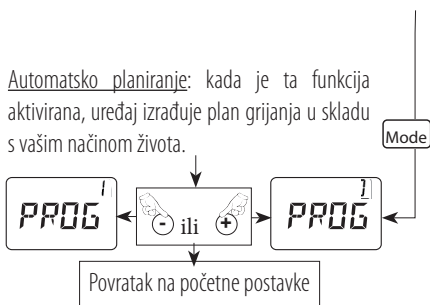 Automatsko planiranje: kada je ta funkcija
aktivirana, uređaj izrađuje plan grijanja u skladu
s vašim načinom života.
Mode
PROG
- ili +
PROG
Povratak na početne postavke